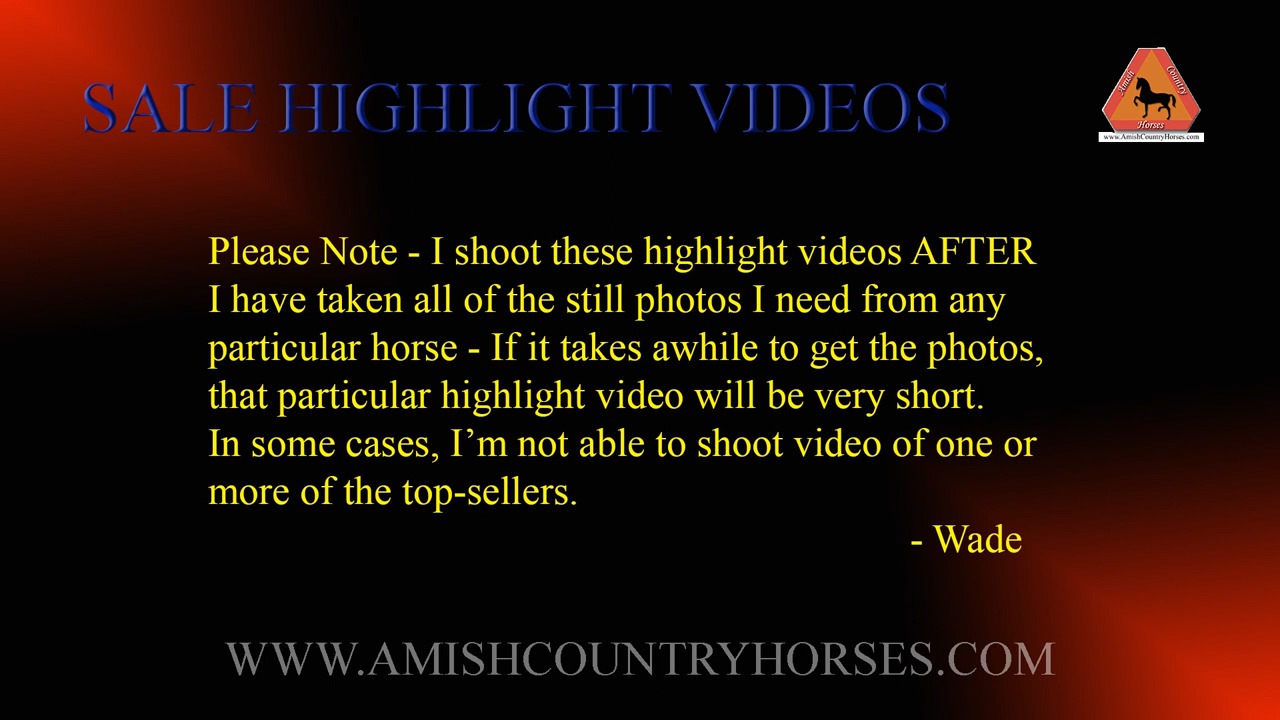 SALE HIGHLIGHT VIDEOS
Amish Country
Horses
www.AmishCountryHorses.com
Please Note - I shoot these highlight videos AFTER
I have taken all of the still photos I need from any
particular horse - If it takes awhile to get the photos,
that particular highlight video will be very short.
In some cases, I’m not able to shoot video of one or
more of the top-sellers.
- Wade
WWW.AMISHCOUNTRYHORSES.COM